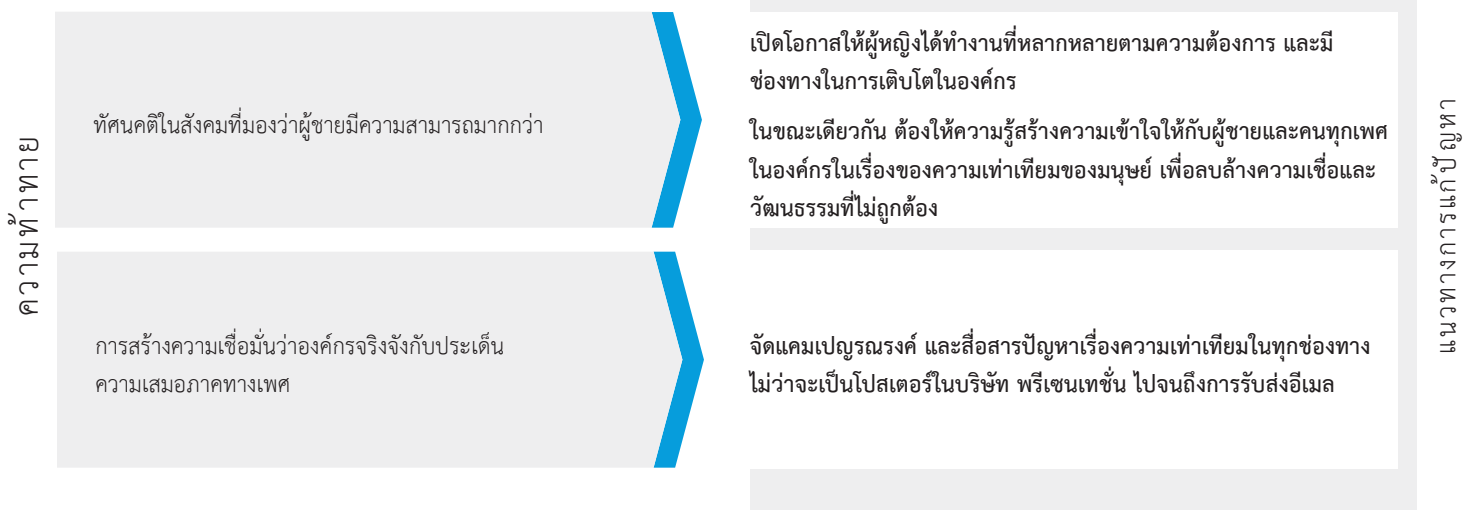 ความท้าทาย
ทัศนคติในสังคมที่มองว่าผู้ชายมีความสามารถมากกว่า
เปิดโอกาสให้ผู้หญิงได้ทำงานที่หลากหลายตามความต้องการ และมี
ช่องทางในการเติบโตในองค์กร
ในขณะเดียวกัน ต้องให้ความรู้สร้างความเข้าใจให้กับผู้ชายและคนทุกเพศ
ในองค์กรในเรื่องของความเท่าเทียมของมนุษย์ เพื่อลบล้างความเชื่อและ
วัฒนธรรมที่ไม่ถูกต้อง
การสร้างความเชื่อมั่นว่าองค์กรจริงจังกับประเด็น
ความเสมอภาคทางเพศ
จัดแคมเปญรณรงค์ และสื่อสารปัญหาเรื่องความเท่าเทียมในทุกช่องทาง
ไม่ว่าจะเป็นโปสเตอร์ในบริษัท พรีเซนเทชั่น ไปจนถึงการรับส่งอีเมล
แนวทางการแก้ปัญหา